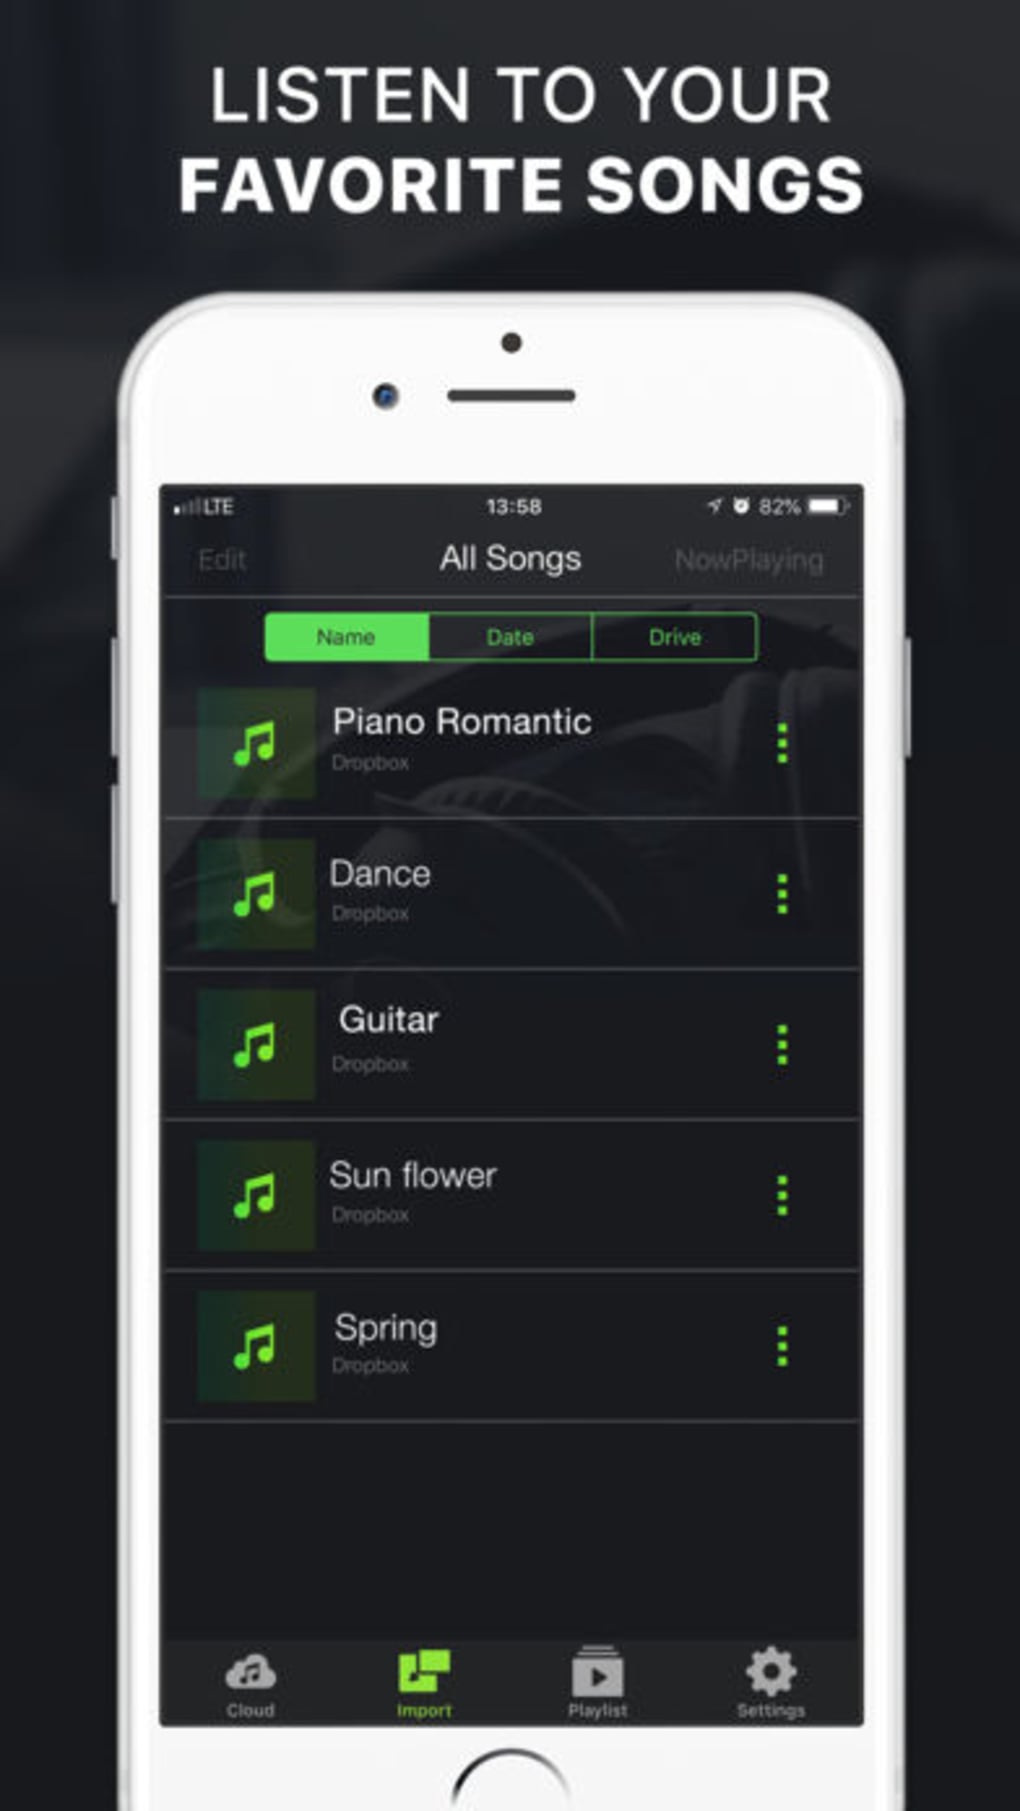 LISTEN TO YOUR
FAVORITE SONGS
LTE 13:58 82%
Edit All Songs NowPlaying
Name Date Drive
Piano Romantic
Dropbox
Dance
Dropbox
Guitar
Dropbox
Sun flower
Dropbox
Spring
Dropbox
Cloud Import Playlist Settings